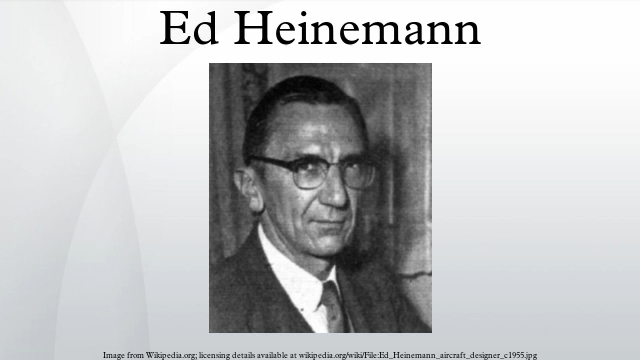 Ed Heinemann
Image from Wikipedia.org; licensing details available at wikipedia.org/wiki/File:Ed_Heinemann_aircraft_designer_c1955.jpg